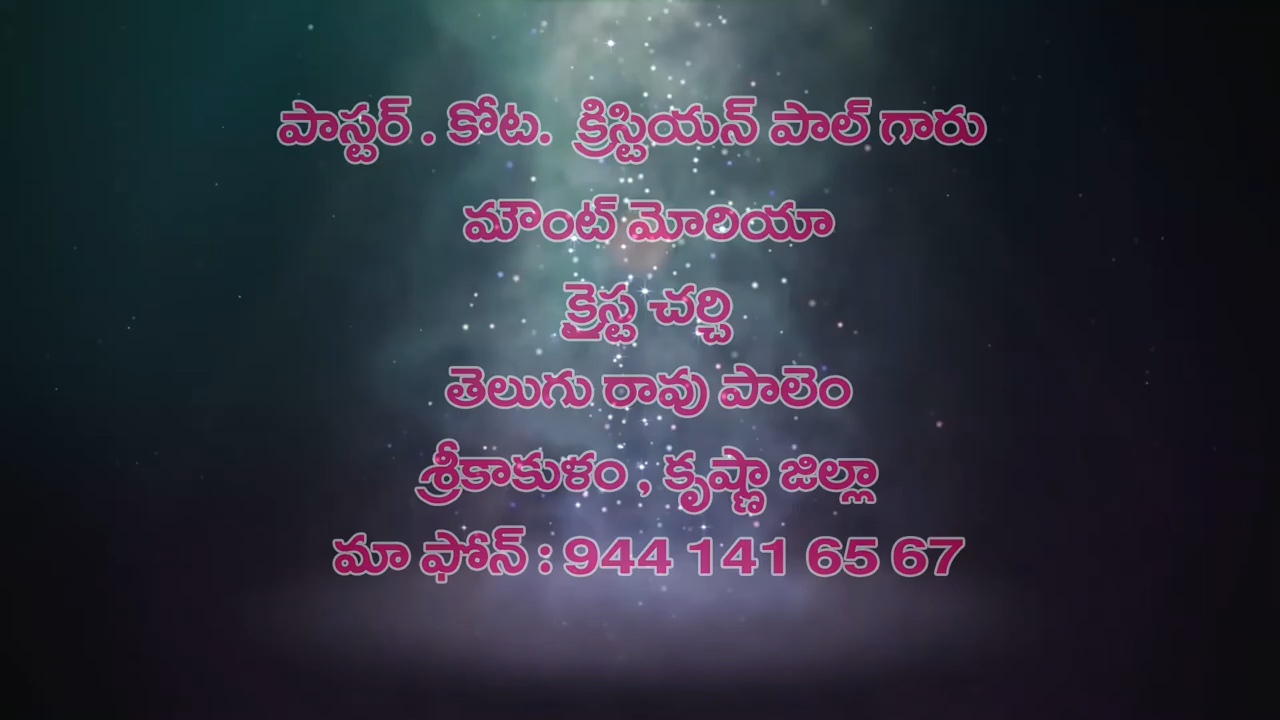 పాస్టర్ . కోట. క్రిస్టియన్ పాల్ గారు
మౌంట్ మోరియా
క్రైస్ట చర్చి
తెలుగు రావు పాలెం
శ్రీకాకుళం , కృష్ణా జిల్లా
మా ఫోన్ : 944 141 65 67